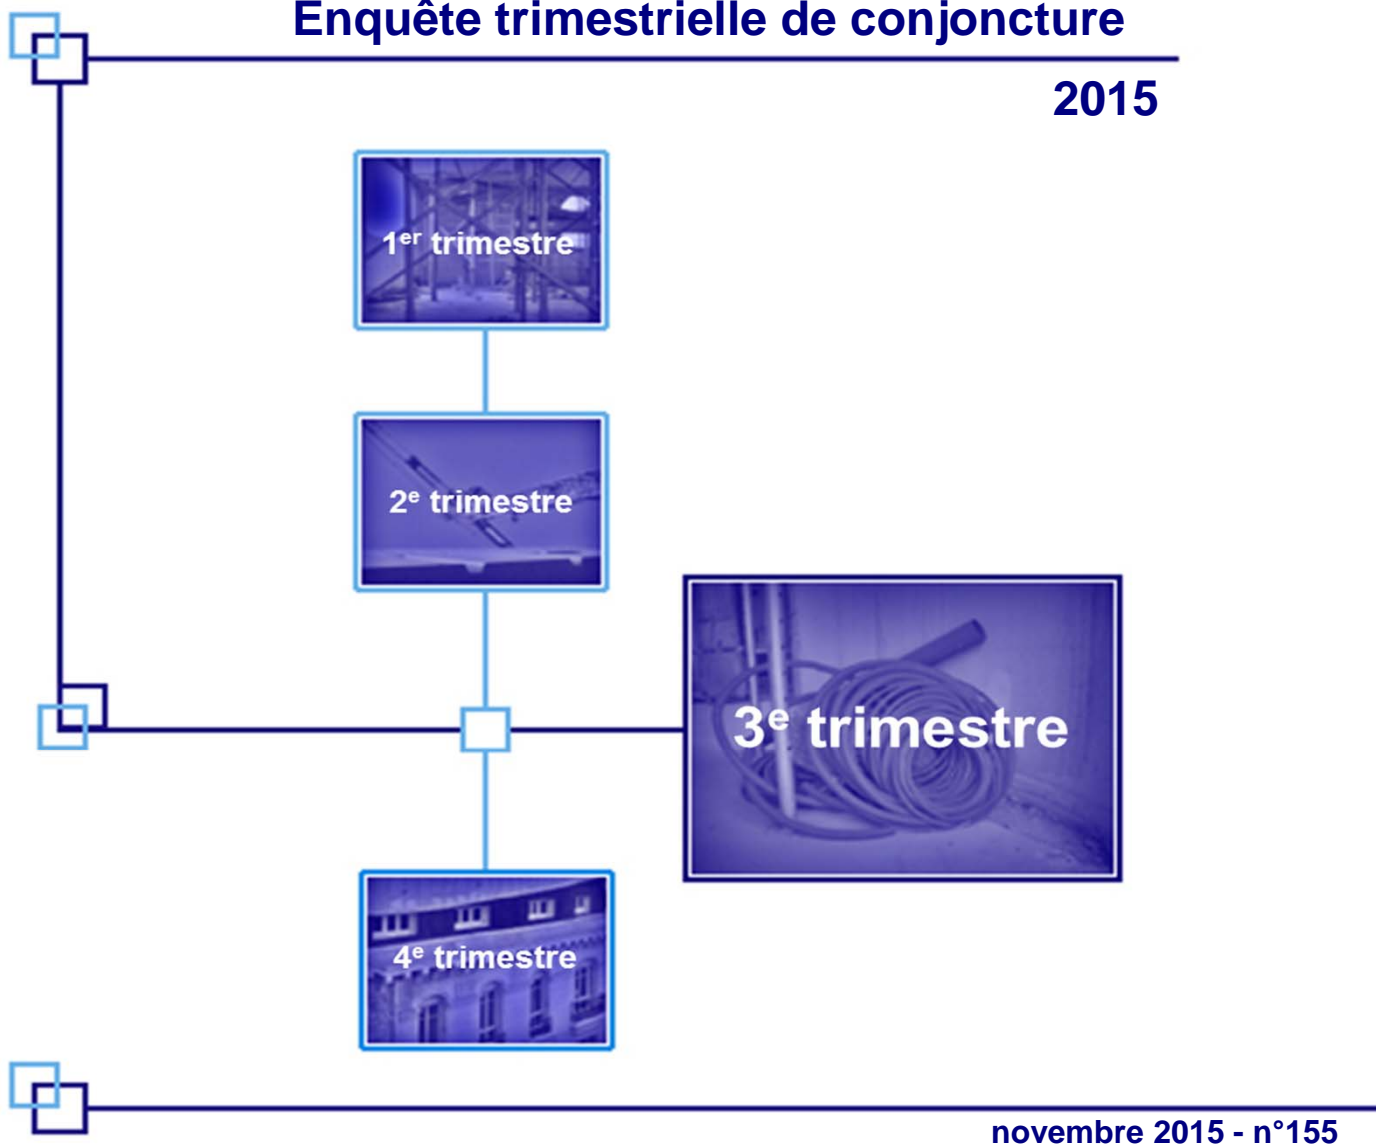 Enquête trimestrielle de conjoncture
2015
1er trimestre
2e trimestre
3e trimestre
4e trimestre
novembre 2015 - n°155